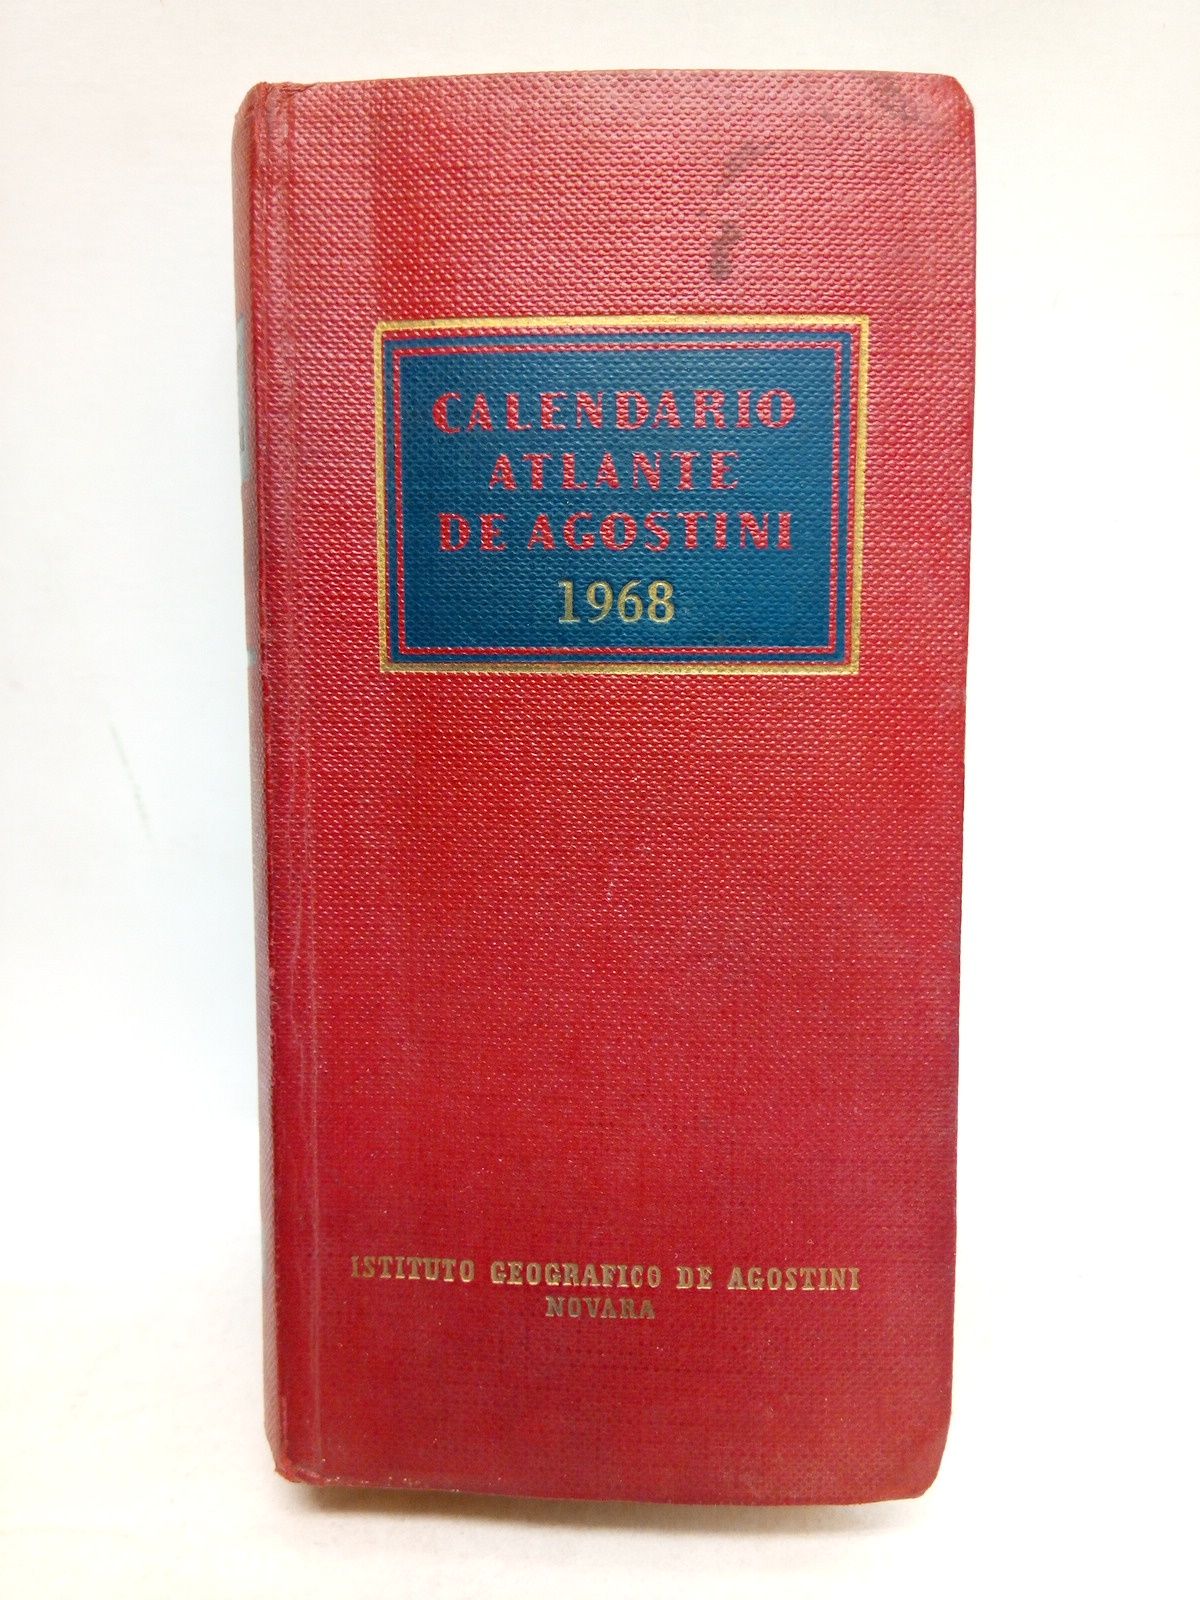 CALENDARIO
ATLANTE
DE AGOSTINI
1968
ISTITUTO GEOGRAFICO DE AGOSTINI
NOVARA